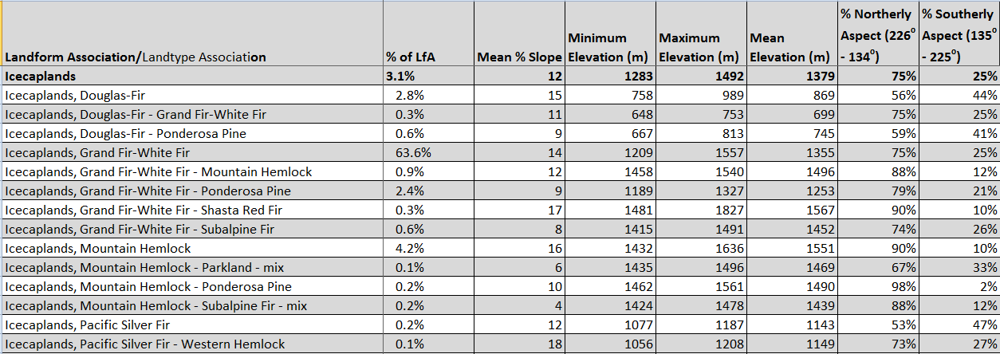 Landform Association/Landtype Association % of LfA Mean % Slope Minimum Elevation (m) Maximum Elevation (m) Mean Elevation (m) % Northerly Aspect (226° - 134°) % Southerly Aspect (135° - 225°)
Icecaplands 3.1% 12 1283 1492 1379 75% 25%
Icecaplands, Douglas-Fir 2.8% 15 758 989 869 56% 44%
Icecaplands, Douglas-Fir - Grand Fir-White Fir 0.3% 11 648 753 699 75% 25%
Icecaplands, Douglas-Fir - Ponderosa Pine 0.6% 9 667 813 745 59% 41%
Icecaplands, Grand Fir-White Fir 63.6% 14 1209 1557 1355 75% 25%
Icecaplands, Grand Fir-White Fir - Mountain Hemlock 0.9% 12 1458 1540 1496 88% 12%
Icecaplands, Grand Fir-White Fir - Ponderosa Pine 2.4% 9 1189 1327 1253 79% 21%
Icecaplands, Grand Fir-White Fir - Shasta Red Fir 0.3% 17 1481 1827 1567 90% 10%
Icecaplands, Grand Fir-White Fir - Subalpine Fir 0.6% 8 1415 1491 1452 74% 26%
Icecaplands, Mountain Hemlock 4.2% 16 1432 1636 1551 90% 10%
Icecaplands, Mountain Hemlock - Parkland - mix 0.1% 6 1435 1496 1469 67% 33%
Icecaplands, Mountain Hemlock - Ponderosa Pine 0.2% 10 1462 1561 1490 98% 2%
Icecaplands, Mountain Hemlock - Subalpine Fir - mix 0.2% 4 1424 1478 1439 88% 12%
Icecaplands, Pacific Silver Fir 0.2% 12 1077 1187 1143 53% 47%
Icecaplands, Pacific Silver Fir - Western Hemlock 0.1% 18 1056 1208 1149 73% 27%